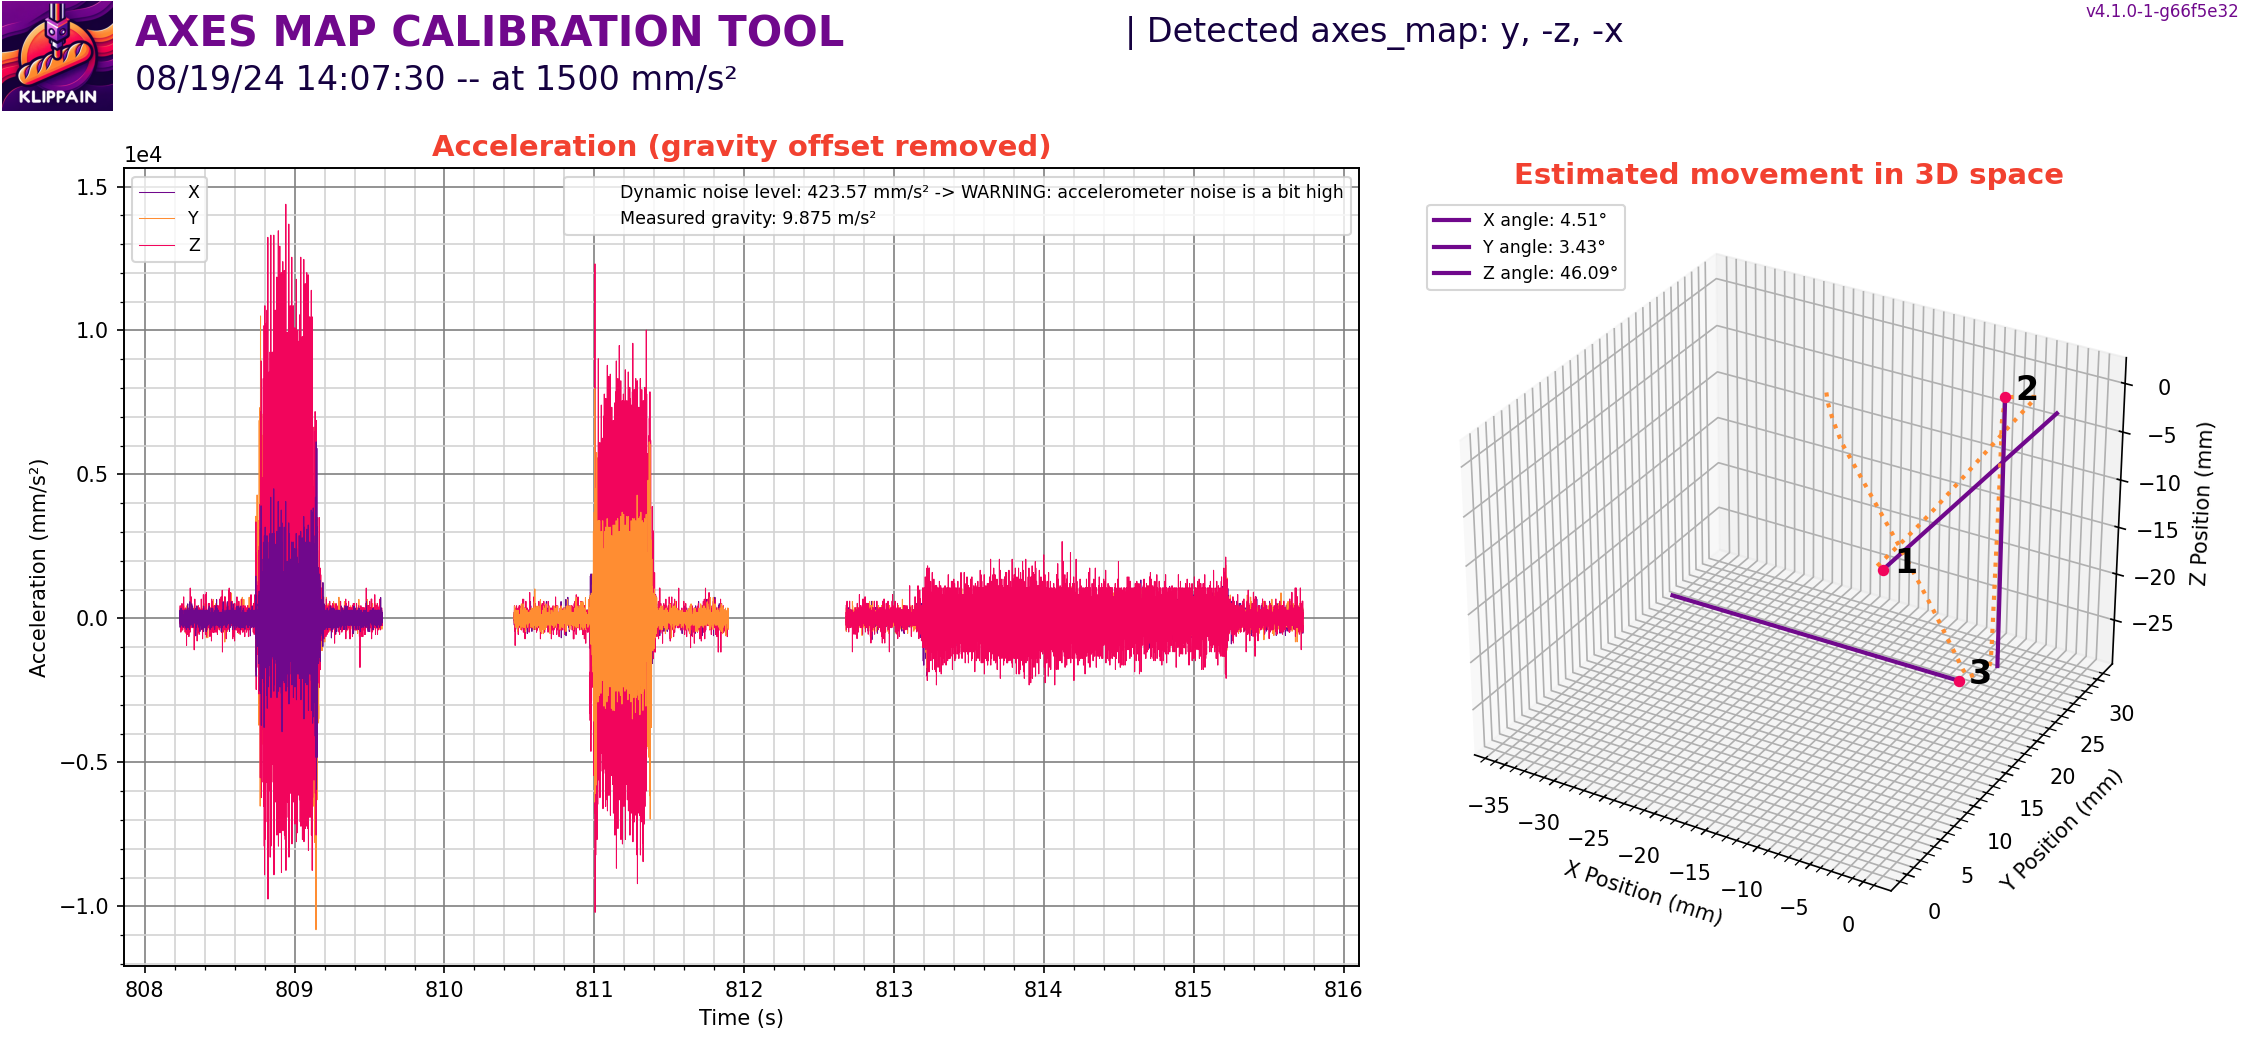 AXES MAP CALIBRATION TOOL
| Detected axes_map: y, -z, -x
v4.1.0-1-g66f5e32
08/19/24 14:07:30 -- at 1500 mm/s²
KLIPPAIN
Acceleration (gravity offset removed)
1e4
X
Y
Z
Dynamic noise level: 423.57 mm/s² -> WARNING: accelerometer noise is a bit high
Measured gravity: 9.875 m/s²
1.5
1.0
0.5
0.0
−0.5
−1.0
Acceleration (mm/s²)
808 809 810 811 812 813 814 815 816
Time (s)
Estimated movement in 3D space
X angle: 4.51°
Y angle: 3.43°
Z angle: 46.09°
1
2
3
0
−5
−10
−15
−20
−25
Z Position (mm)
30
25
20
15
10
5
0
Y Position (mm)
−35
−30
−25
−20
−15
−10
−5
0
X Position (mm)